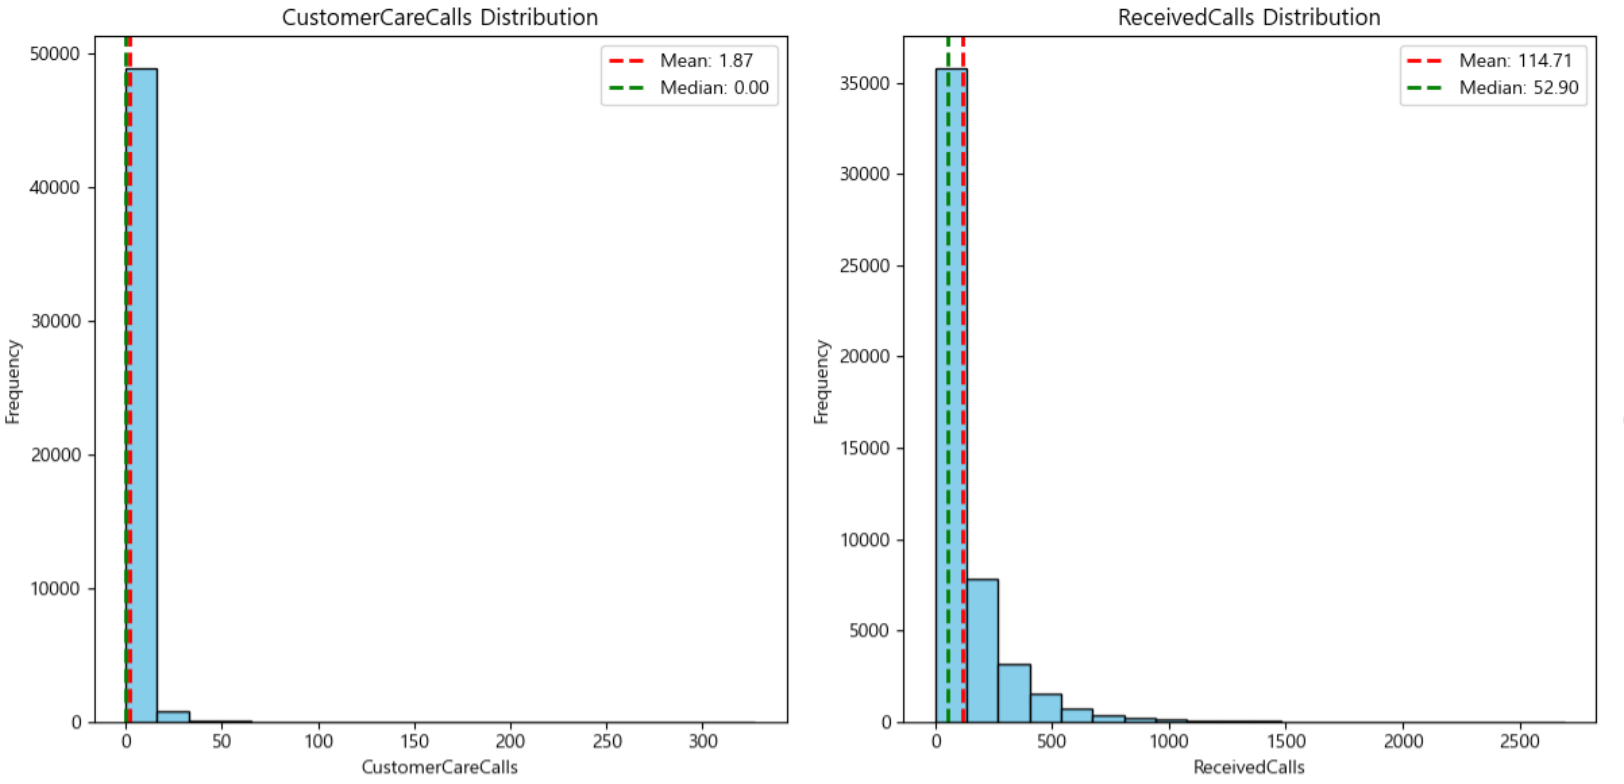 CustomerCareCalls Distribution
Mean: 1.87
Median: 0.00
50000
40000
30000
20000
10000
0
Frequency
0 50 100 150 200 250 300
CustomerCareCalls
ReceivedCalls Distribution
Mean: 114.71
Median: 52.90
35000
30000
25000
20000
15000
10000
5000
0
Frequency
0 500 1000 1500 2000 2500
ReceivedCalls